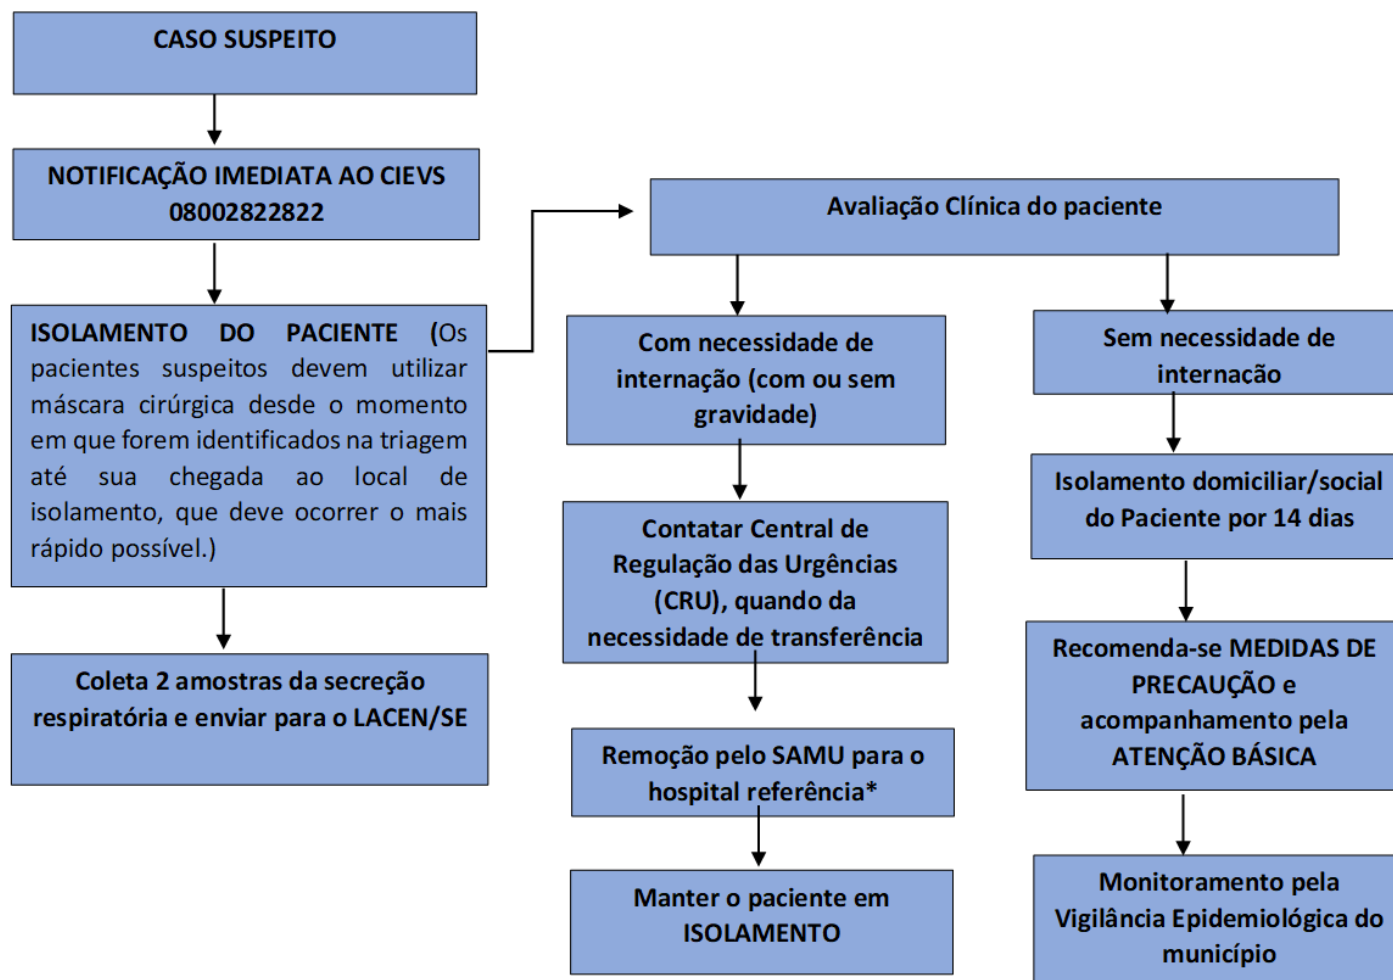 CASO SUSPEITO
NOTIFICAÇÃO IMEDIATA AO CIEVS
08002822822
ISOLAMENTO DO PACIENTE (Os
pacientes suspeitos devem utilizar
máscara cirúrgica desde o momento
em que forem identificados na triagem
até sua chegada ao local de
isolamento, que deve ocorrer o mais
rápido possível.)
Coleta 2 amostras da secreção
respiratória e enviar para o LACEN/SE
Avaliação Clínica do paciente
Com necessidade de
internação (com ou sem
gravidade)
Contatar Central de
Regulação das Urgências
(CRU), quando da
necessidade de transferência
Remoção pelo SAMU para o
hospital referência*
Manter o paciente em
ISOLAMENTO
Sem necessidade de
internação
Isolamento domiciliar/social
do Paciente por 14 dias
Recomenda-se MEDIDAS DE
PRECAUÇÃO e
acompanhamento pela
ATENÇÃO BÁSICA
Monitoramento pela
Vigilância Epidemiológica do
município